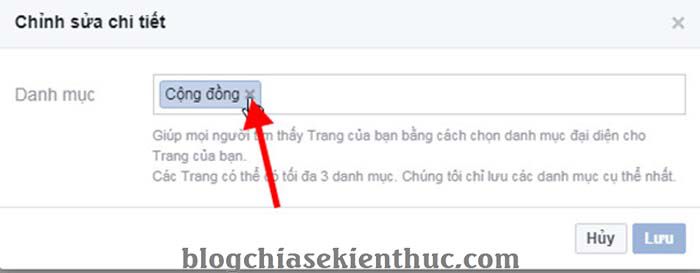 Chỉnh sửa chi tiết
Danh mục
Cộng đồng
Giúp mọi người tìm thấy Trang của bạn bằng cách chọn danh mục đại diện cho
Trang của bạn.
Các Trang có thể có tối đa 3 danh mục. Chúng tôi chỉ lưu các danh mục cụ thể nhất.
Hủy Lưu
blogchiasekienthuc.com